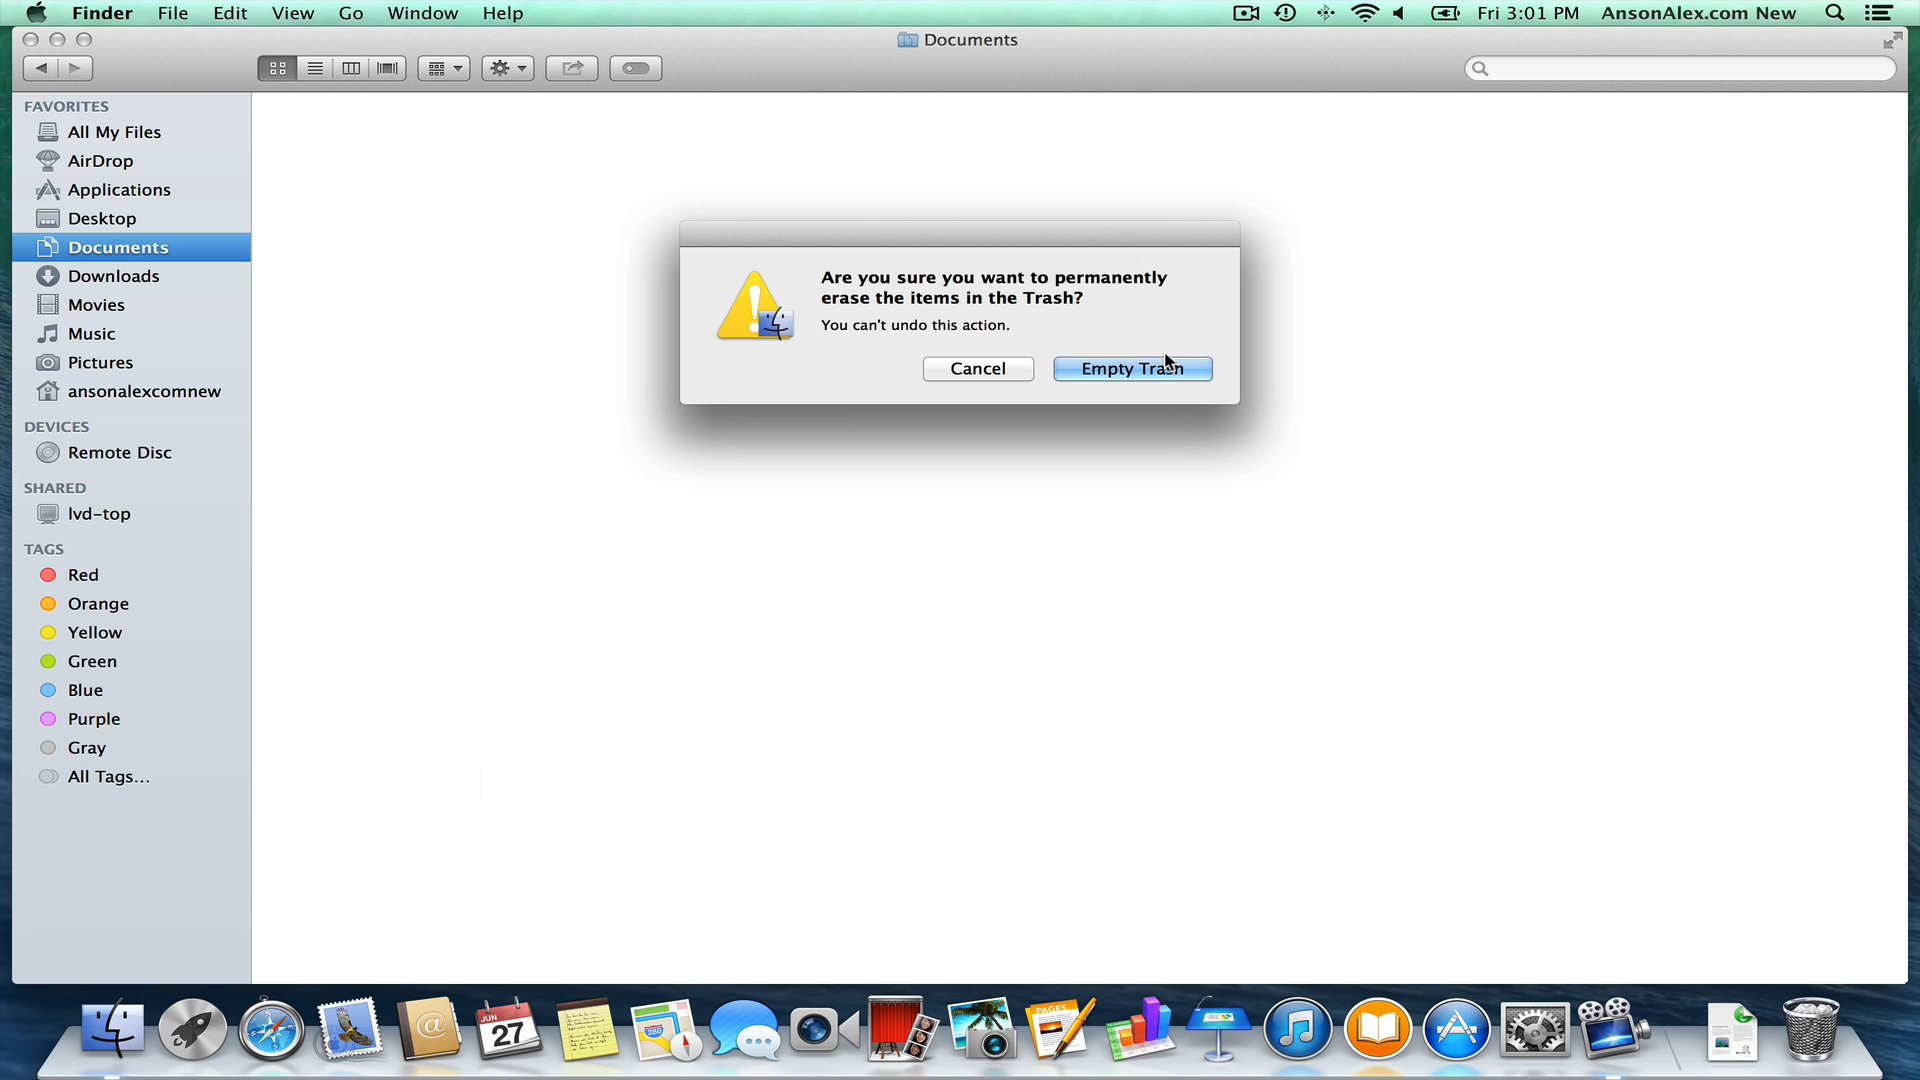 Finder File Edit View Go Window Help Fri 3:01 PM AnsonAlex.com New
Documents
FAVORITES
All My Files
AirDrop
Applications
Desktop
Documents
Downloads
Movies
Music
Pictures
ansonalexcomnew
DEVICES
Remote Disc
SHARED
lvd-top
TAGS
Red
Orange
Yellow
Green
Blue
Purple
Gray
All Tags...
Are you sure you want to permanently
erase the items in the Trash?
You can't undo this action.
Cancel Empty Trash
JUN
27
280
PAGES